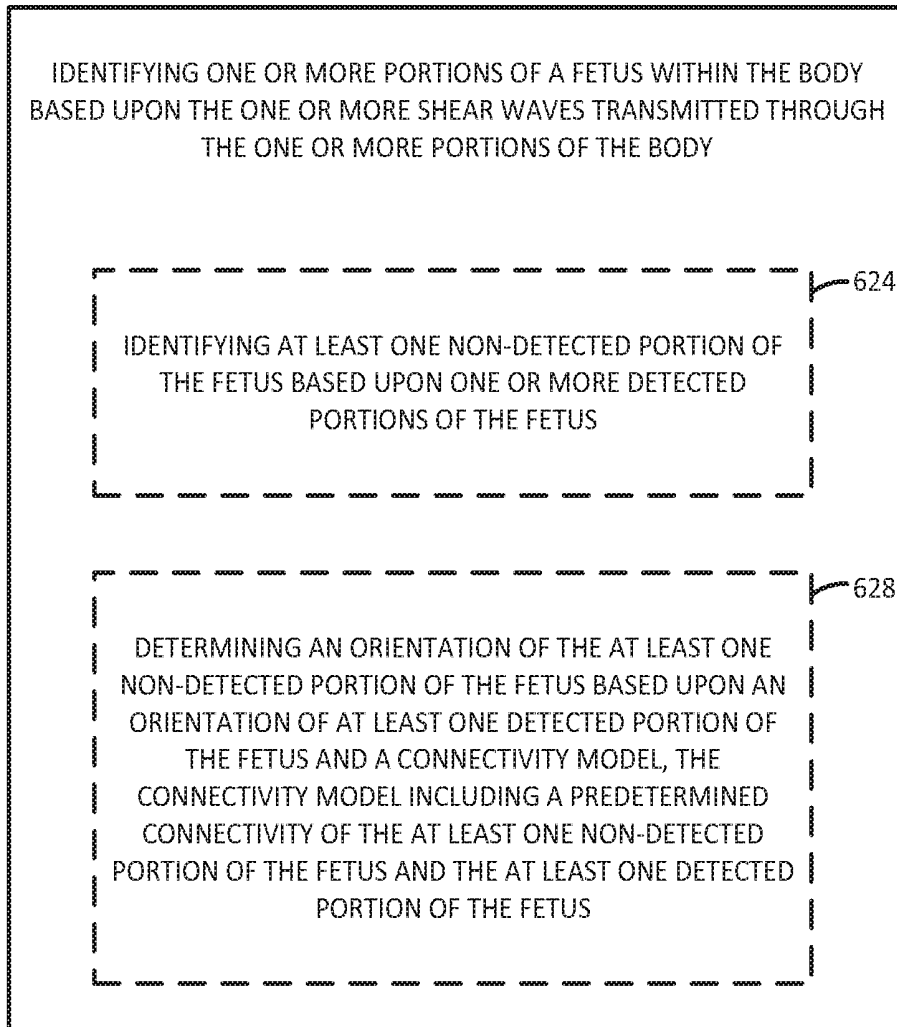 IDENTIFYING ONE OR MORE PORTIONS OF A FETUS WITHIN THE BODY
BASED UPON THE ONE OR MORE SHEAR WAVES TRANSMITTED THROUGH
THE ONE OR MORE PORTIONS OF THE BODY
624
IDENTIFYING AT LEAST ONE NON-DETECTED PORTION OF
THE FETUS BASED UPON ONE OR MORE DETECTED
PORTIONS OF THE FETUS
628
DETERMINING AN ORIENTATION OF THE AT LEAST ONE
NON-DETECTED PORTION OF THE FETUS BASED UPON AN
ORIENTATION OF AT LEAST ONE DETECTED PORTION OF
THE FETUS AND A CONNECTIVITY MODEL, THE
CONNECTIVITY MODEL INCLUDING A PREDETERMINED
CONNECTIVITY OF THE AT LEAST ONE NON-DETECTED
PORTION OF THE FETUS AND THE AT LEAST ONE DETECTED
PORTION OF THE FETUS